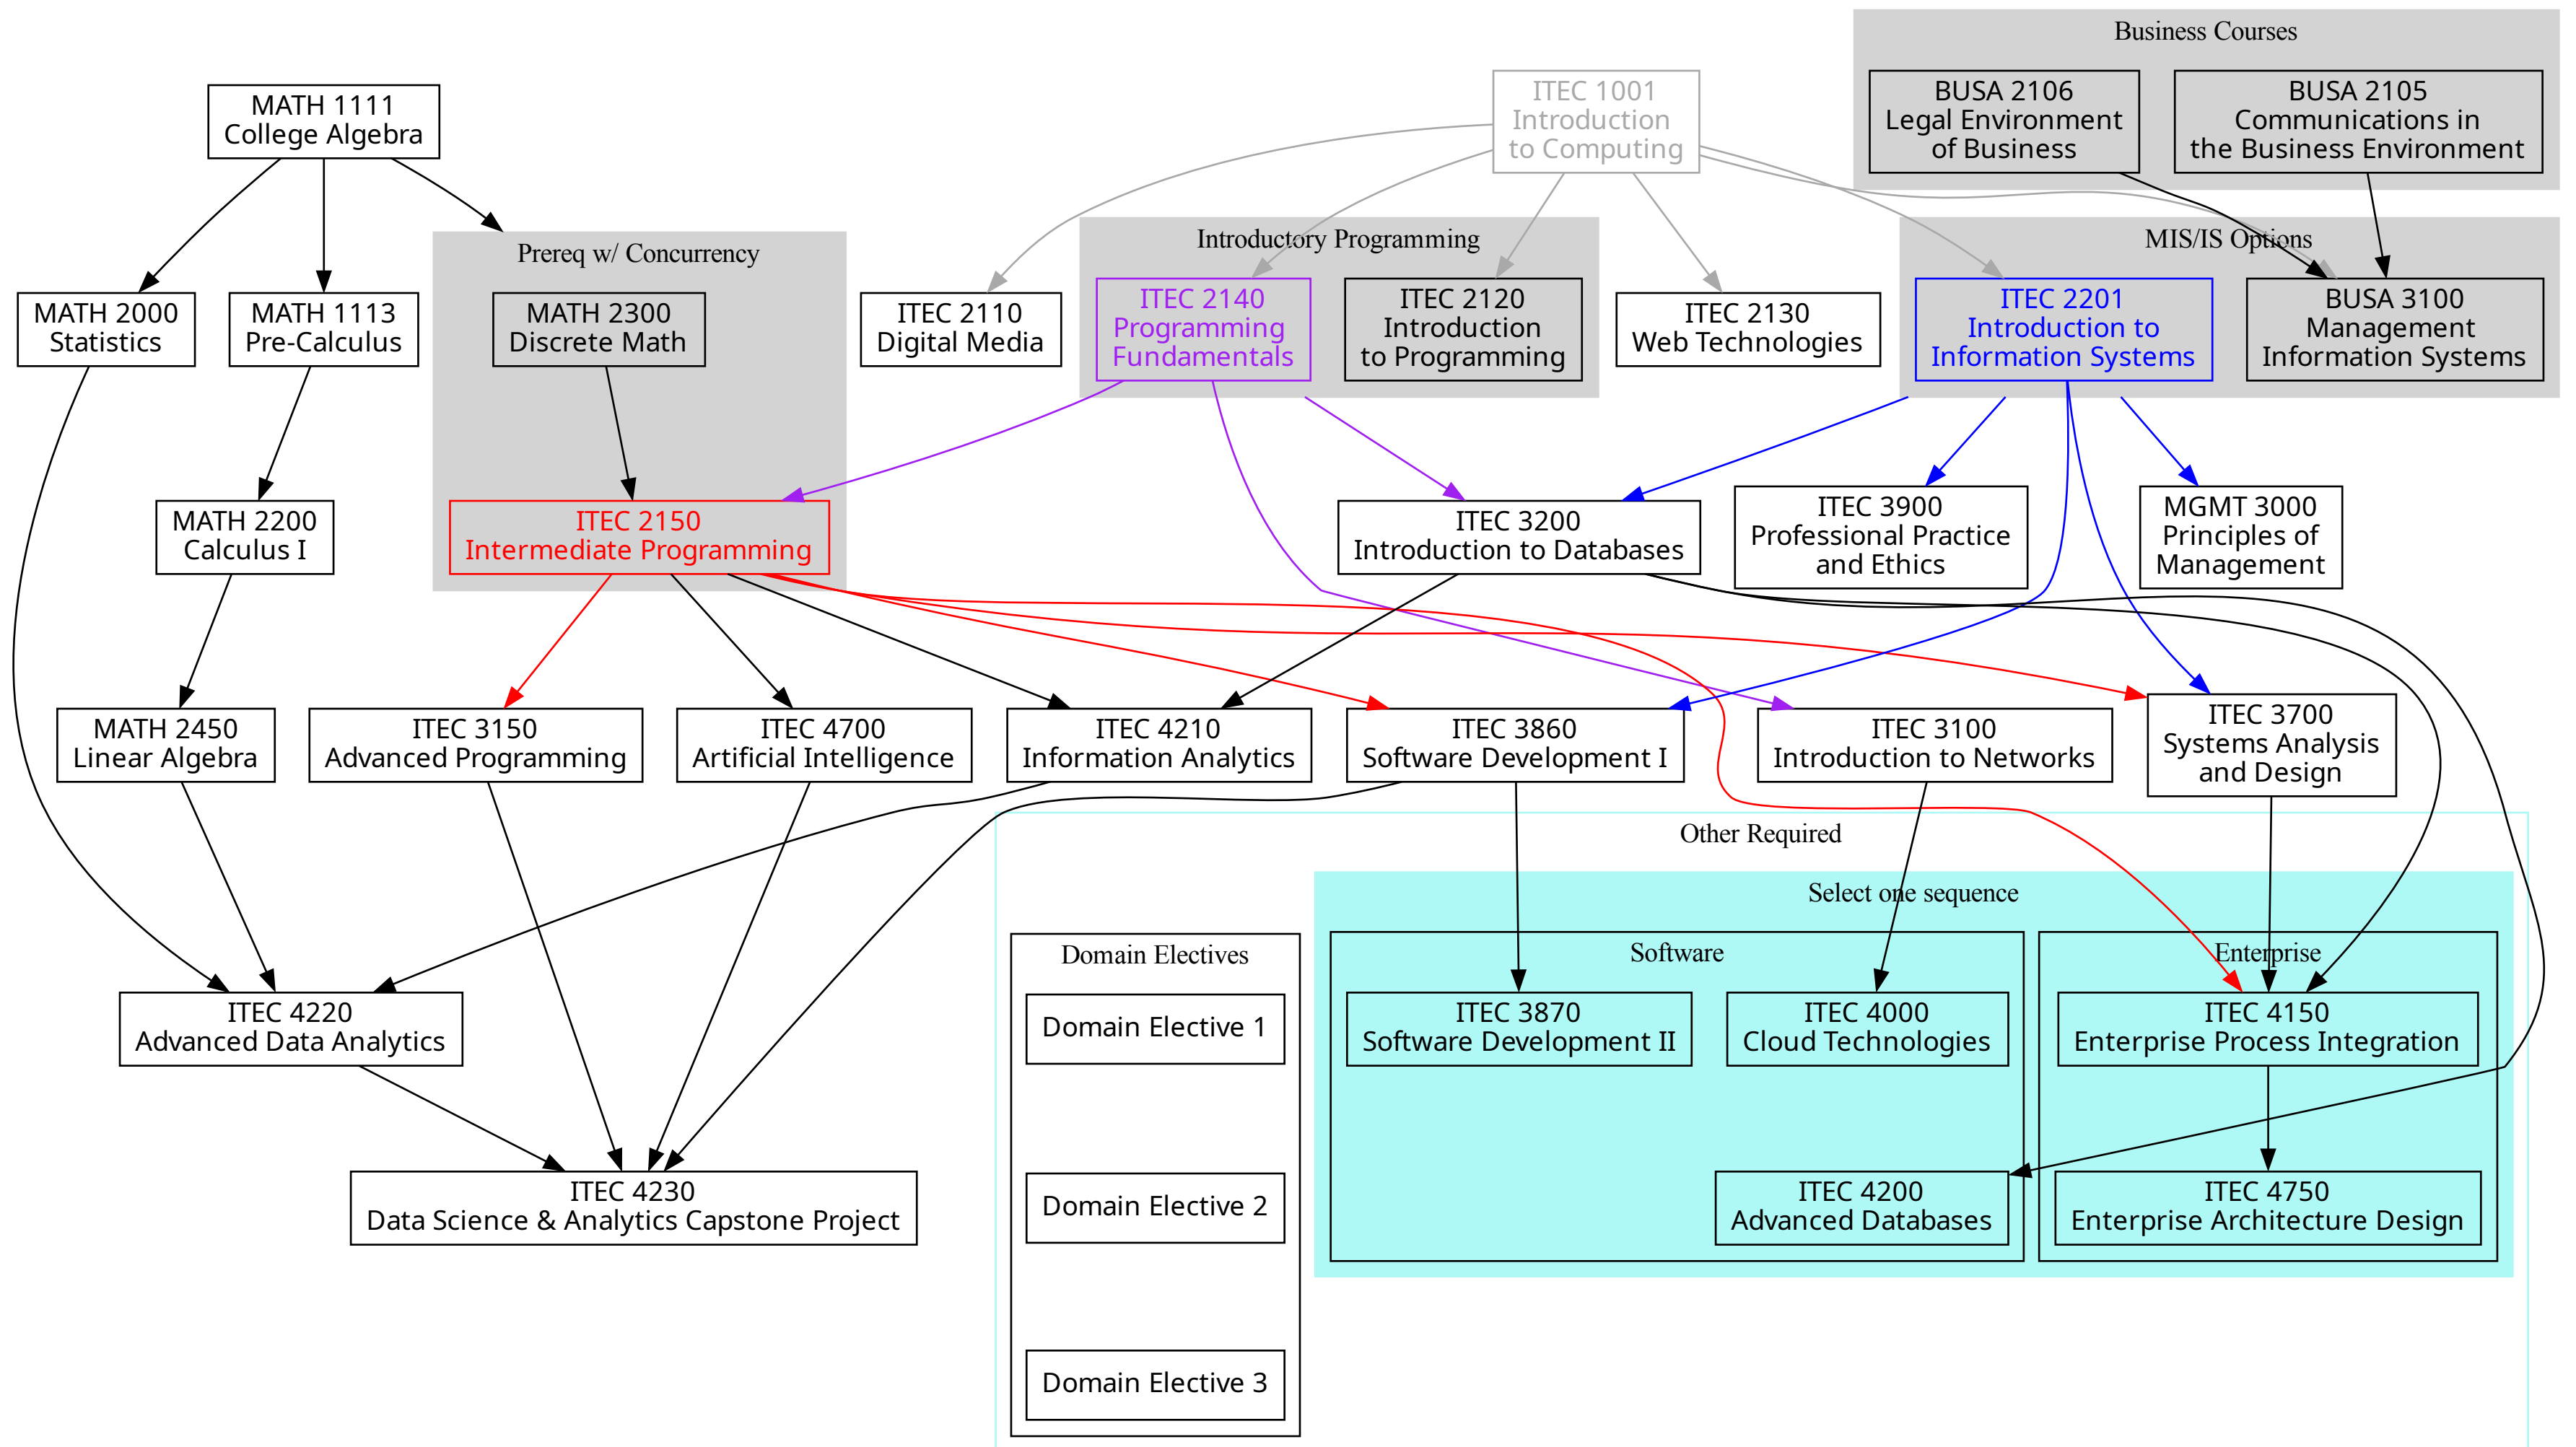 Business Courses
MATH 1111
College Algebra
ITEC 1001
Introduction
to Computing
BUSA 2106
Legal Environment
of Business
BUSA 2105
Communications in
the Business Environment
Prereq w/ Concurrency
Introductory Programming
MIS/IS Options
MATH 2000
Statistics
MATH 1113
Pre-Calculus
MATH 2300
Discrete Math
ITEC 2110
Digital Media
ITEC 2140
Programming
Fundamentals
ITEC 2120
Introduction
to Programming
ITEC 2130
Web Technologies
ITEC 2201
Introduction to
Information Systems
BUSA 3100
Management
Information Systems
MATH 2200
Calculus I
ITEC 2150
Intermediate Programming
ITEC 3200
Introduction to Databases
ITEC 3900
Professional Practice
and Ethics
MGMT 3000
Principles of
Management
MATH 2450
Linear Algebra
ITEC 3150
Advanced Programming
ITEC 4700
Artificial Intelligence
ITEC 4210
Information Analytics
ITEC 3860
Software Development I
ITEC 3100
Introduction to Networks
ITEC 3700
Systems Analysis
and Design
Other Required
Select one sequence
Domain Electives
Software
Enterprise
ITEC 4220
Advanced Data Analytics
Domain Elective 1
ITEC 3870
Software Development II
ITEC 4000
Cloud Technologies
ITEC 4150
Enterprise Process Integration
ITEC 4230
Data Science & Analytics Capstone Project
Domain Elective 2
ITEC 4200
Advanced Databases
ITEC 4750
Enterprise Architecture Design
Domain Elective 3